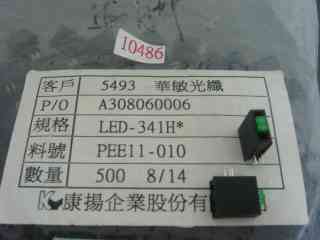 10486
客戶 5493 華敏光纖
P/O A308060006
規格 LED-341H*
料號 PEE11-010
數量 500 8/14
康揚企業股份有